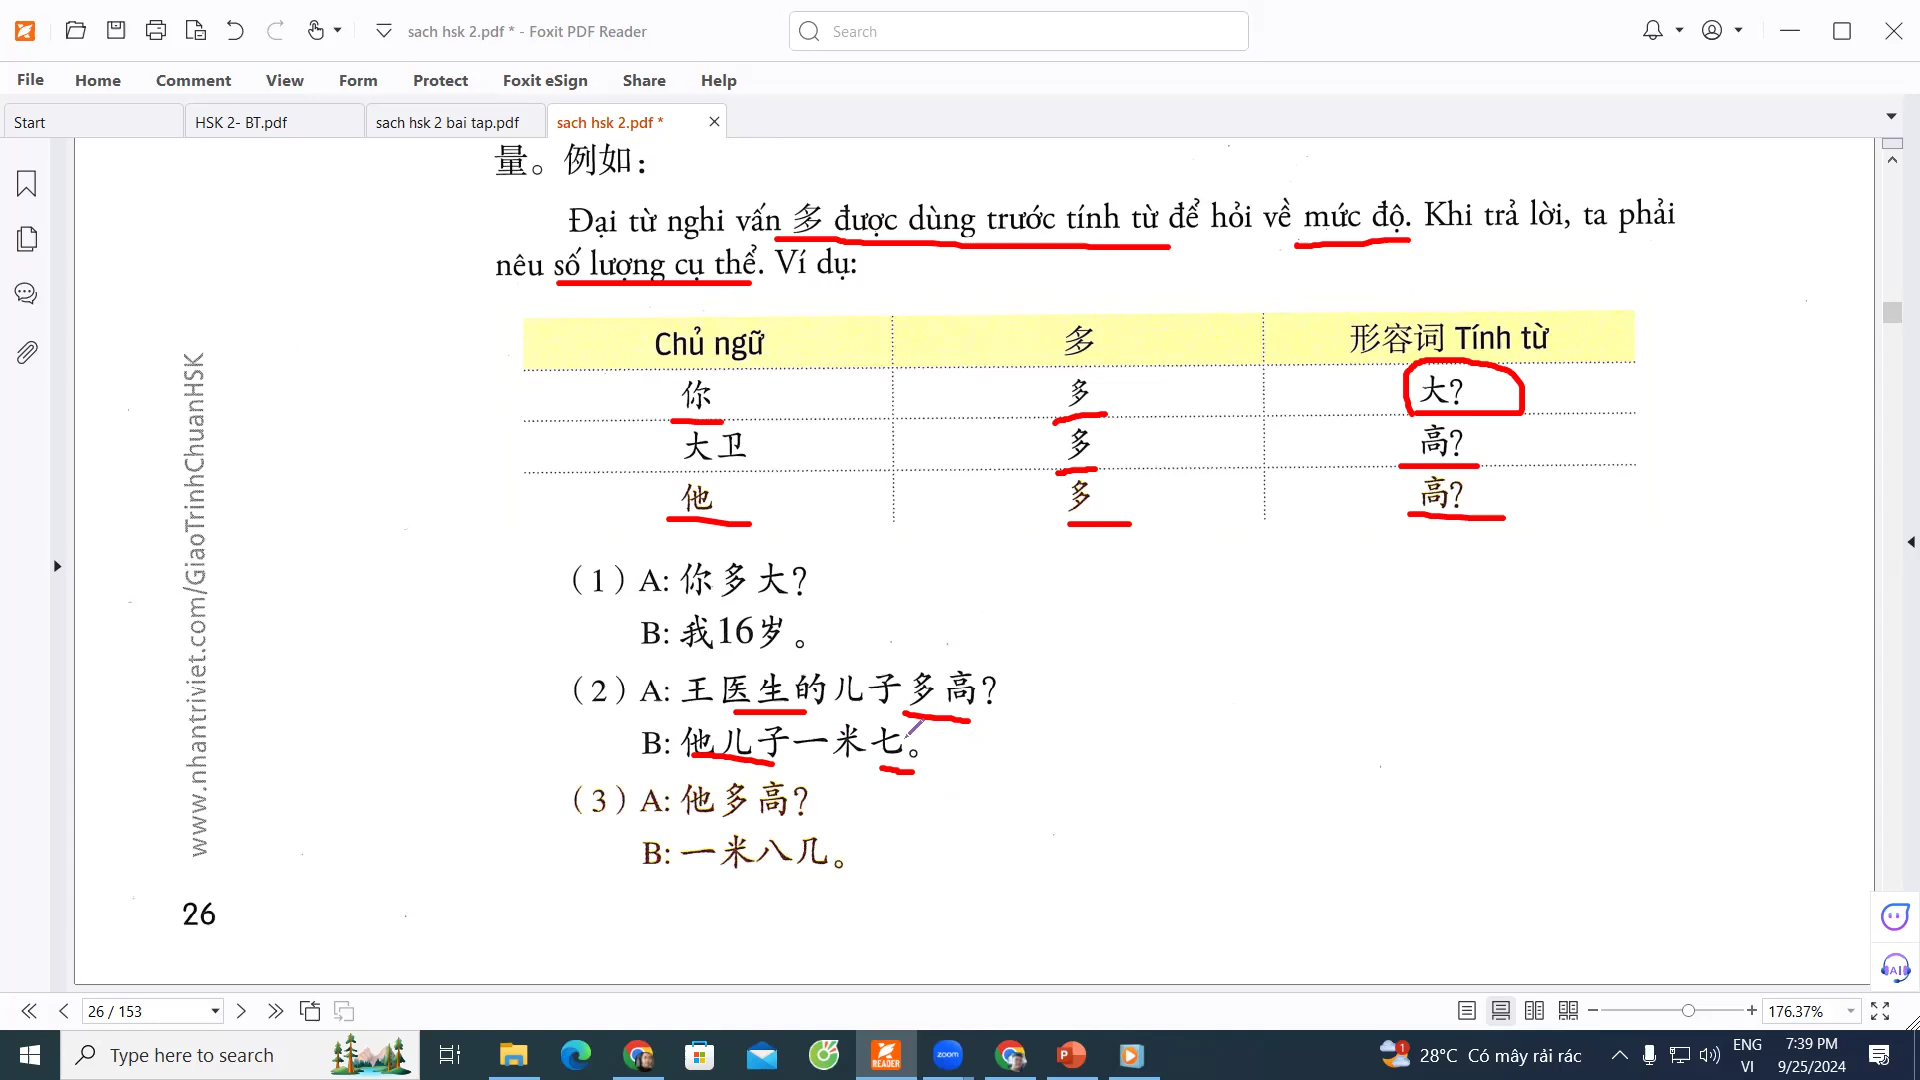 sach hsk 2.pdf * - Foxit PDF Reader
Search
File Home Comment View Form Protect Foxit eSign Share Help
Start
HSK 2- BT.pdf
sach hsk 2 bai tap.pdf
sach hsk 2.pdf *
量。例如：
Đại từ nghi vấn 多 được dùng trước tính từ để hỏi về mức độ. Khi trả lời, ta phải
nêu số lượng cụ thể. Ví dụ:
Chủ ngữ 多 形容词 Tính từ
你 多 大？
大卫 多 高？
他 多 高？
（1）A: 你多大？
B: 我16岁。
（2）A: 王医生的儿子多高？
B: 他儿子一米七。
（3）A: 他多高？
B: 一米八几。
www.nhantriviet.com/GiaoTrinhChuanHSK
26
AI
26 / 153
176.37%
Type here to search
READER
zoom
1
28°C Có mây rải rác
ENG
VI
7:39 PM
9/25/2024